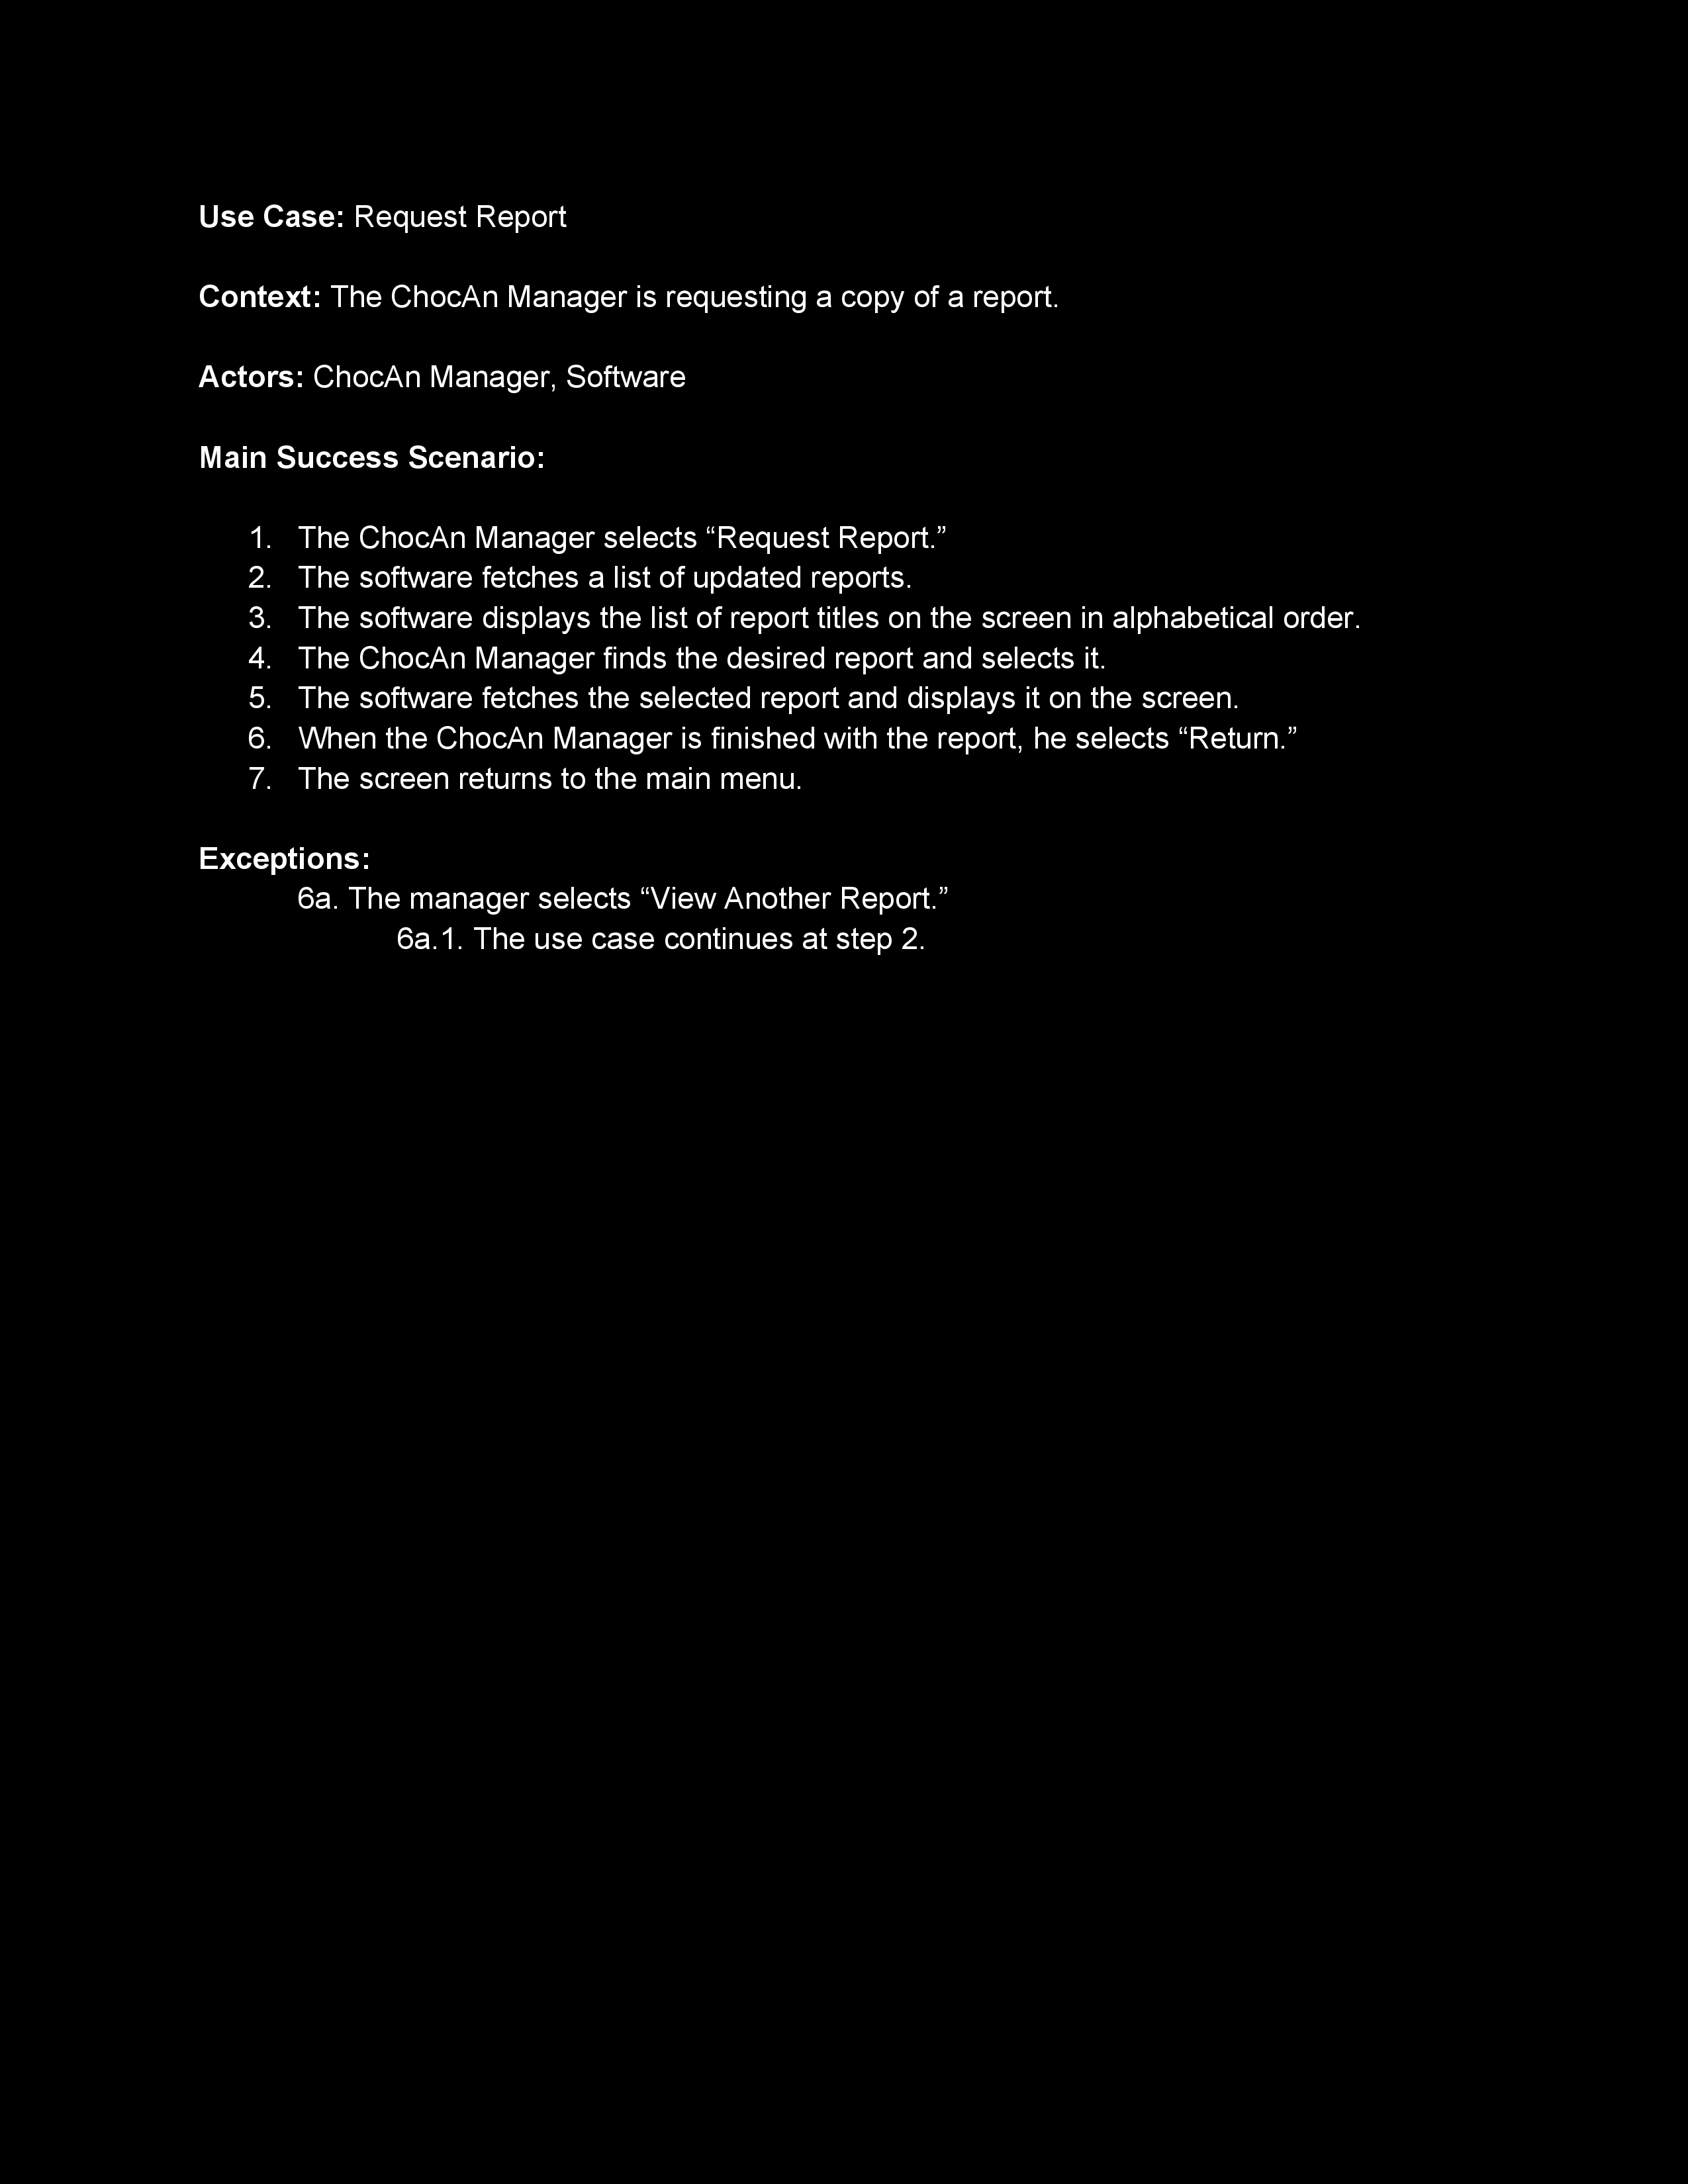 Use Case: Request Report
Context: The ChocAn Manager is requesting a copy of a report.
Actors: ChocAn Manager, Software
Main Success Scenario:
1. The ChocAn Manager selects “Request Report.”
2. The software fetches a list of updated reports.
3. The software displays the list of report titles on the screen in alphabetical order.
4. The ChocAn Manager finds the desired report and selects it.
5. The software fetches the selected report and displays it on the screen.
6. When the ChocAn Manager is finished with the report, he selects “Return.”
7. The screen returns to the main menu.
Exceptions:
6a. The manager selects “View Another Report.”
6a.1. The use case continues at step 2.